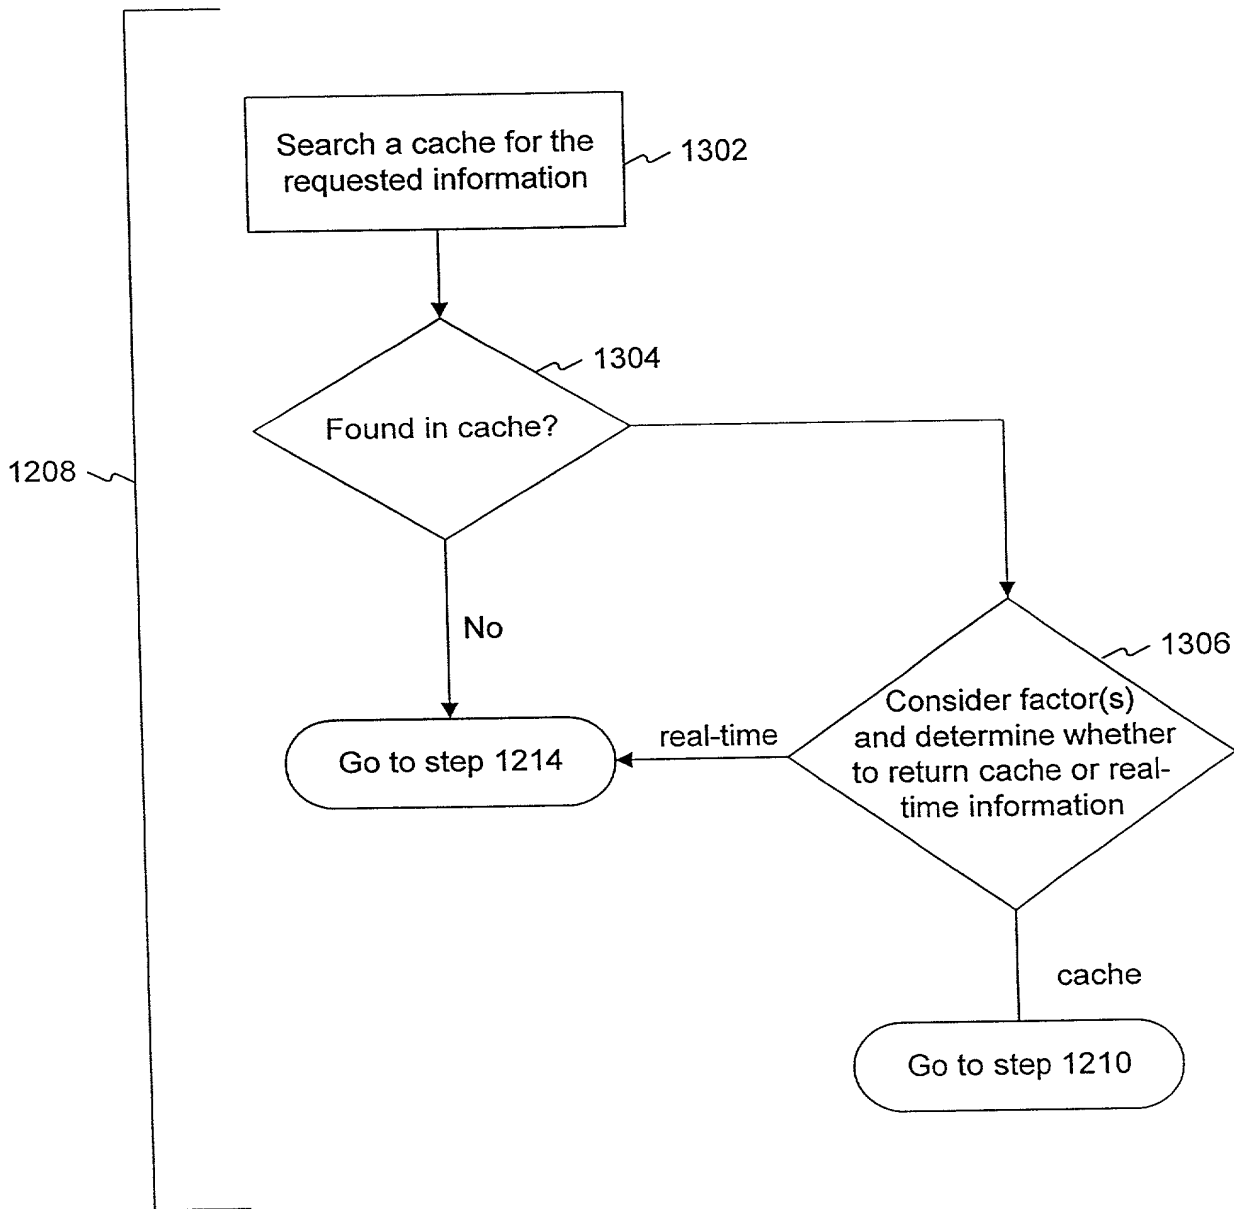 Search a cache for the
requested information
1302
1304
Found in cache?
1208
No
1306
Consider factor(s)
and determine whether
to return cache or real-
time information
real-time
Go to step 1214
cache
Go to step 1210